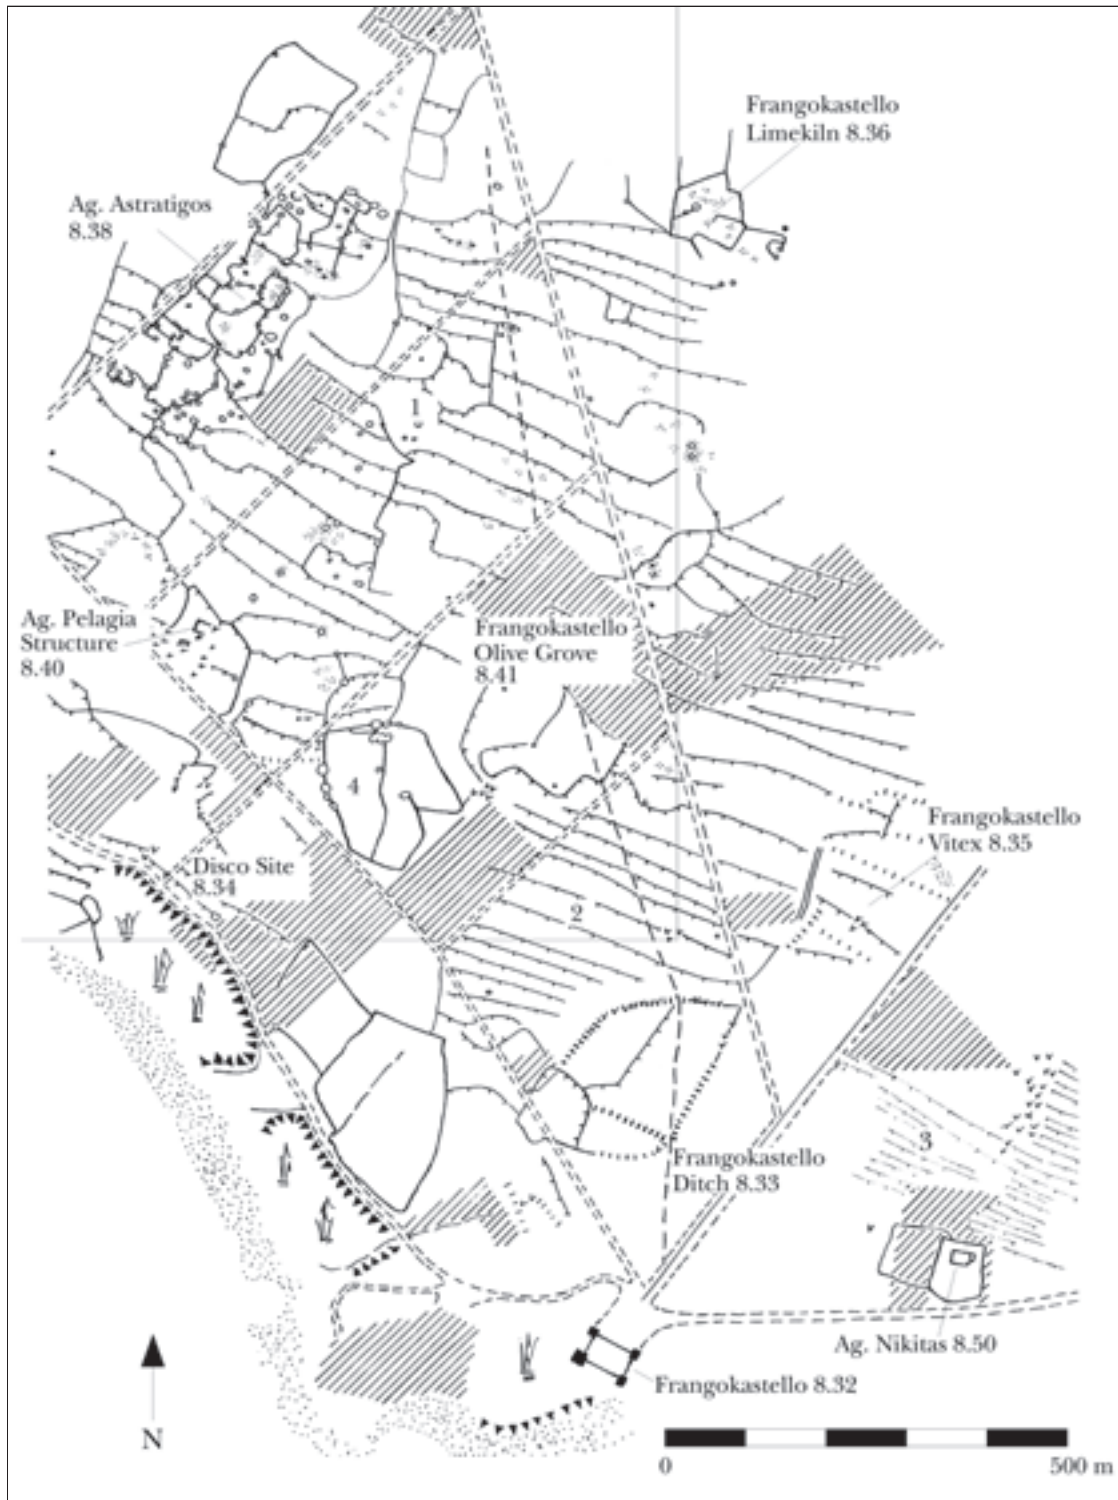 Frangokastello
Limekiln 8.36
Ag. Astratigos
8.38
1
Ag. Pelagia
Structure
8.40
Frangokastello
Olive Grove
8.41
4
Frangokastello
Vitex 8.35
Disco Site
8.34
2
3
Frangokastello
Ditch 8.33
Ag. Nikitas 8.50
Frangokastello 8.32
N
0
500 m